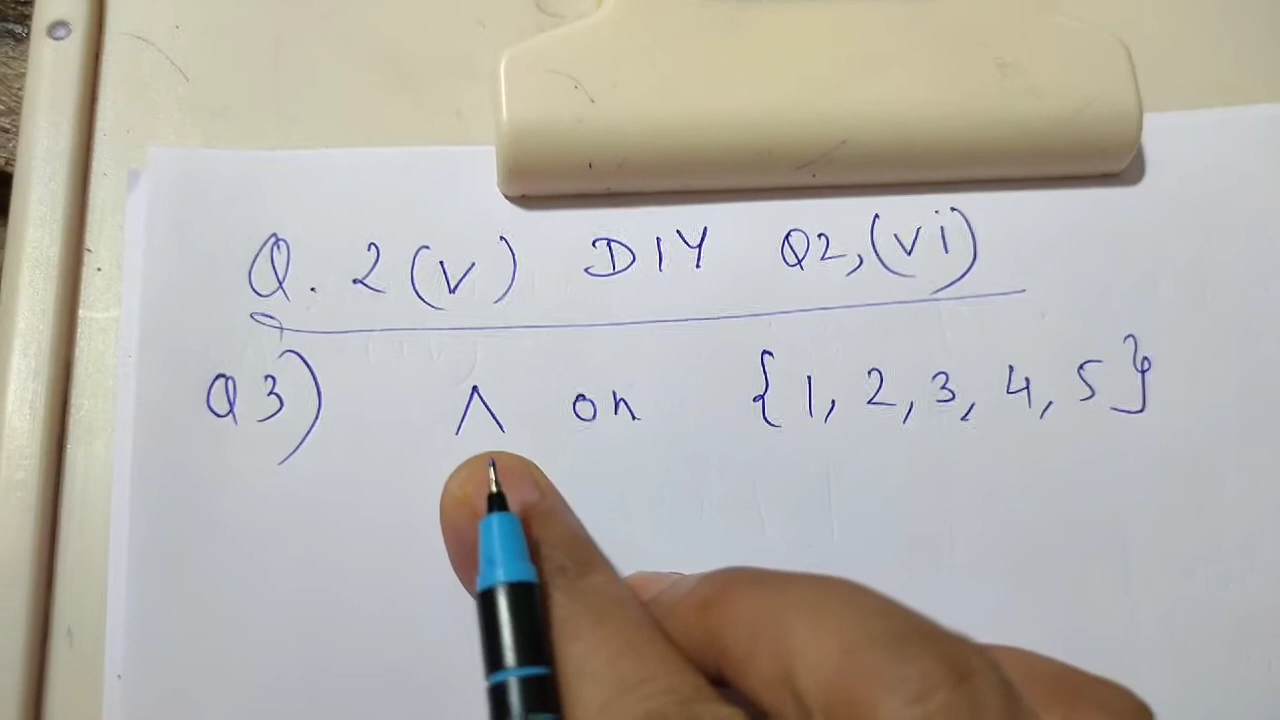 Q. 2 (v) DIY Q2, (vi)
Q3) ∧ on {1, 2, 3, 4, 5}